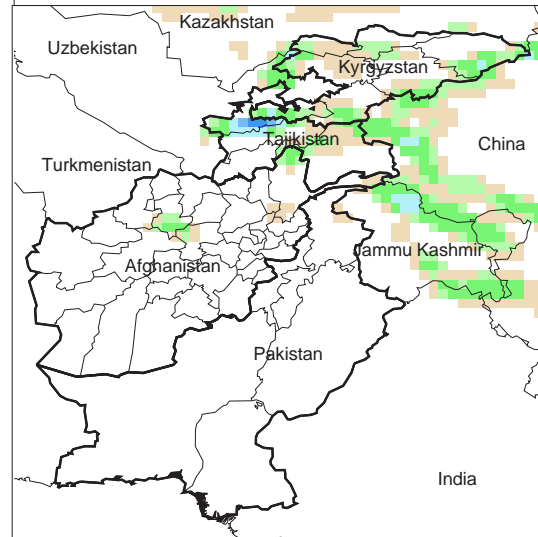 Kazakhstan
Uzbekistan
Kyrgyzstan
Tajikistan
China
Turkmenistan
Jammu Kashmir
Afghanistan
Pakistan
India